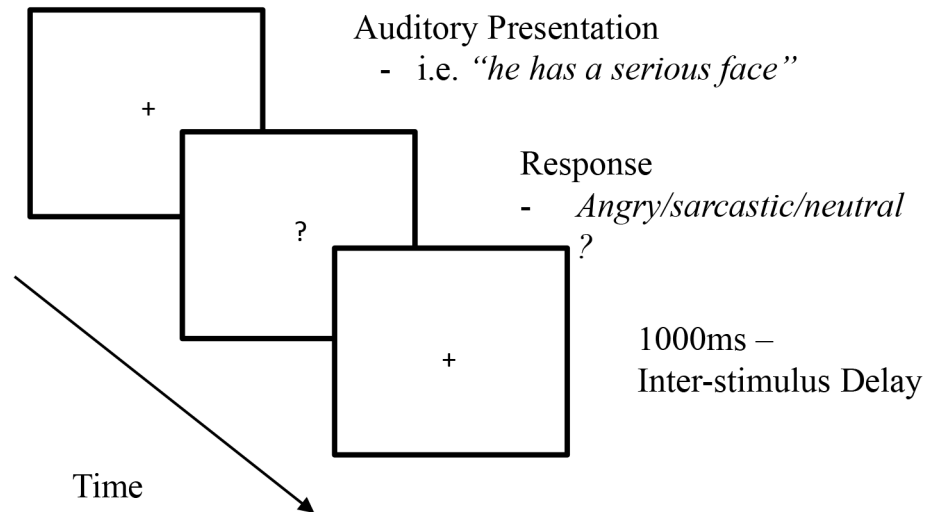 Auditory Presentation
- i.e. “he has a serious face”
+
Response
- Angry/sarcastic/neutral
?
?
1000ms –
Inter-stimulus Delay
+
Time